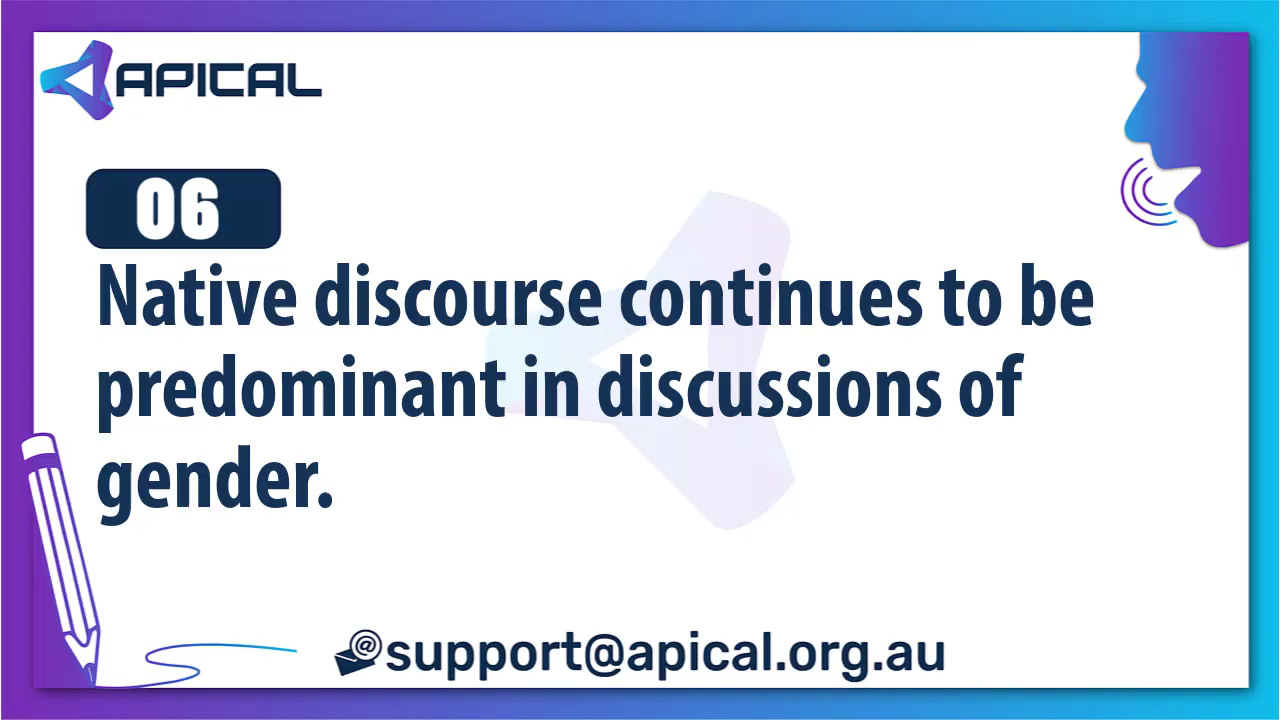 APICAL
06
Native discourse continues to be
predominant in discussions of
gender.
support@apical.org.au